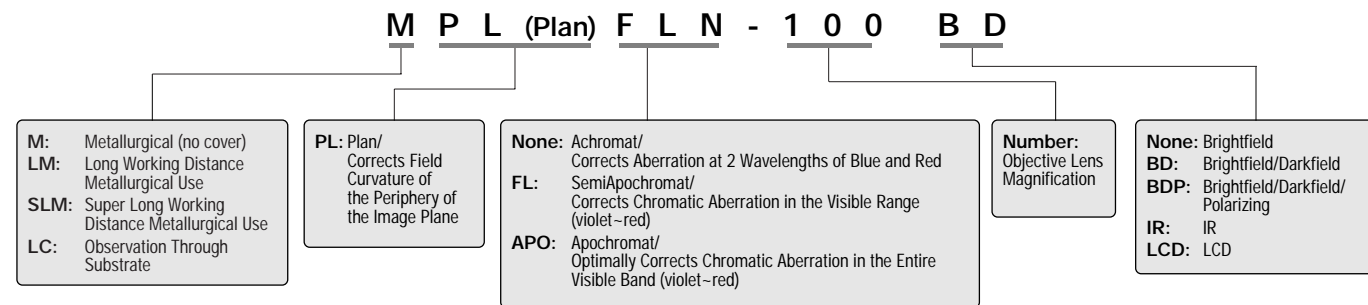 M PL (Plan) FLN - 100 BD
M: Metallurgical (no cover)
LM: Long Working Distance
Metallurgical Use
SLM: Super Long Working
Distance Metallurgical Use
LC: Observation Through
Substrate
PL: Plan/
Corrects Field
Curvature of
the Periphery of
the Image Plane
None: Achromat/
Corrects Aberration at 2 Wavelengths of Blue and Red
FL: SemiApochromat/
Corrects Chromatic Aberration in the Visible Range
(violet~red)
APO: Apochromat/
Optimally Corrects Chromatic Aberration in the Entire
Visible Band (violet~red)
Number:
Objective Lens
Magnification
None: Brightfield
BD: Brightfield/Darkfield
BDP: Brightfield/Darkfield/
Polarizing
IR: IR
LCD: LCD